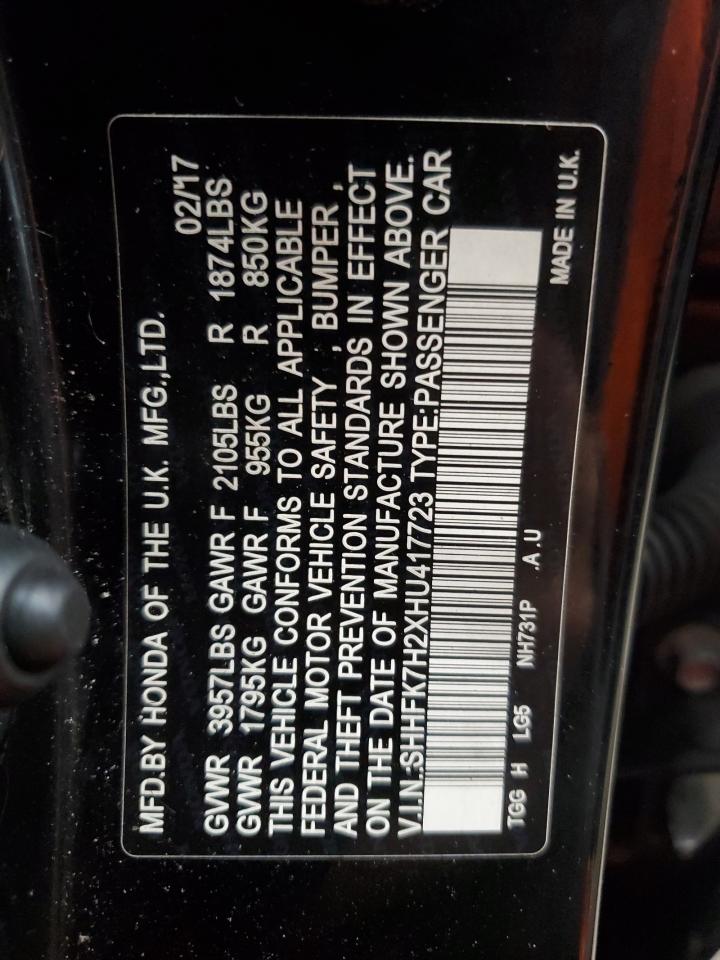 MFD.BY HONDA OF THE U.K. MFG.,LTD.
02/17
GVWR 3957LBS GAWR F 2105LBS R 1874LBS
GVWR 1795KG GAWR F 955KG R 850KG
THIS VEHICLE CONFORMS TO ALL APPLICABLE
FEDERAL MOTOR VEHICLE SAFETY , BUMPER ,
AND THEFT PREVENTION STANDARDS IN EFFECT
ON THE DATE OF MANUFACTURE SHOWN ABOVE.
V.I.N.:SHHFK7H2XHU417723 TYPE:PASSENGER CAR
TGG H LG5 NH731P .A .U
MADE IN U.K.